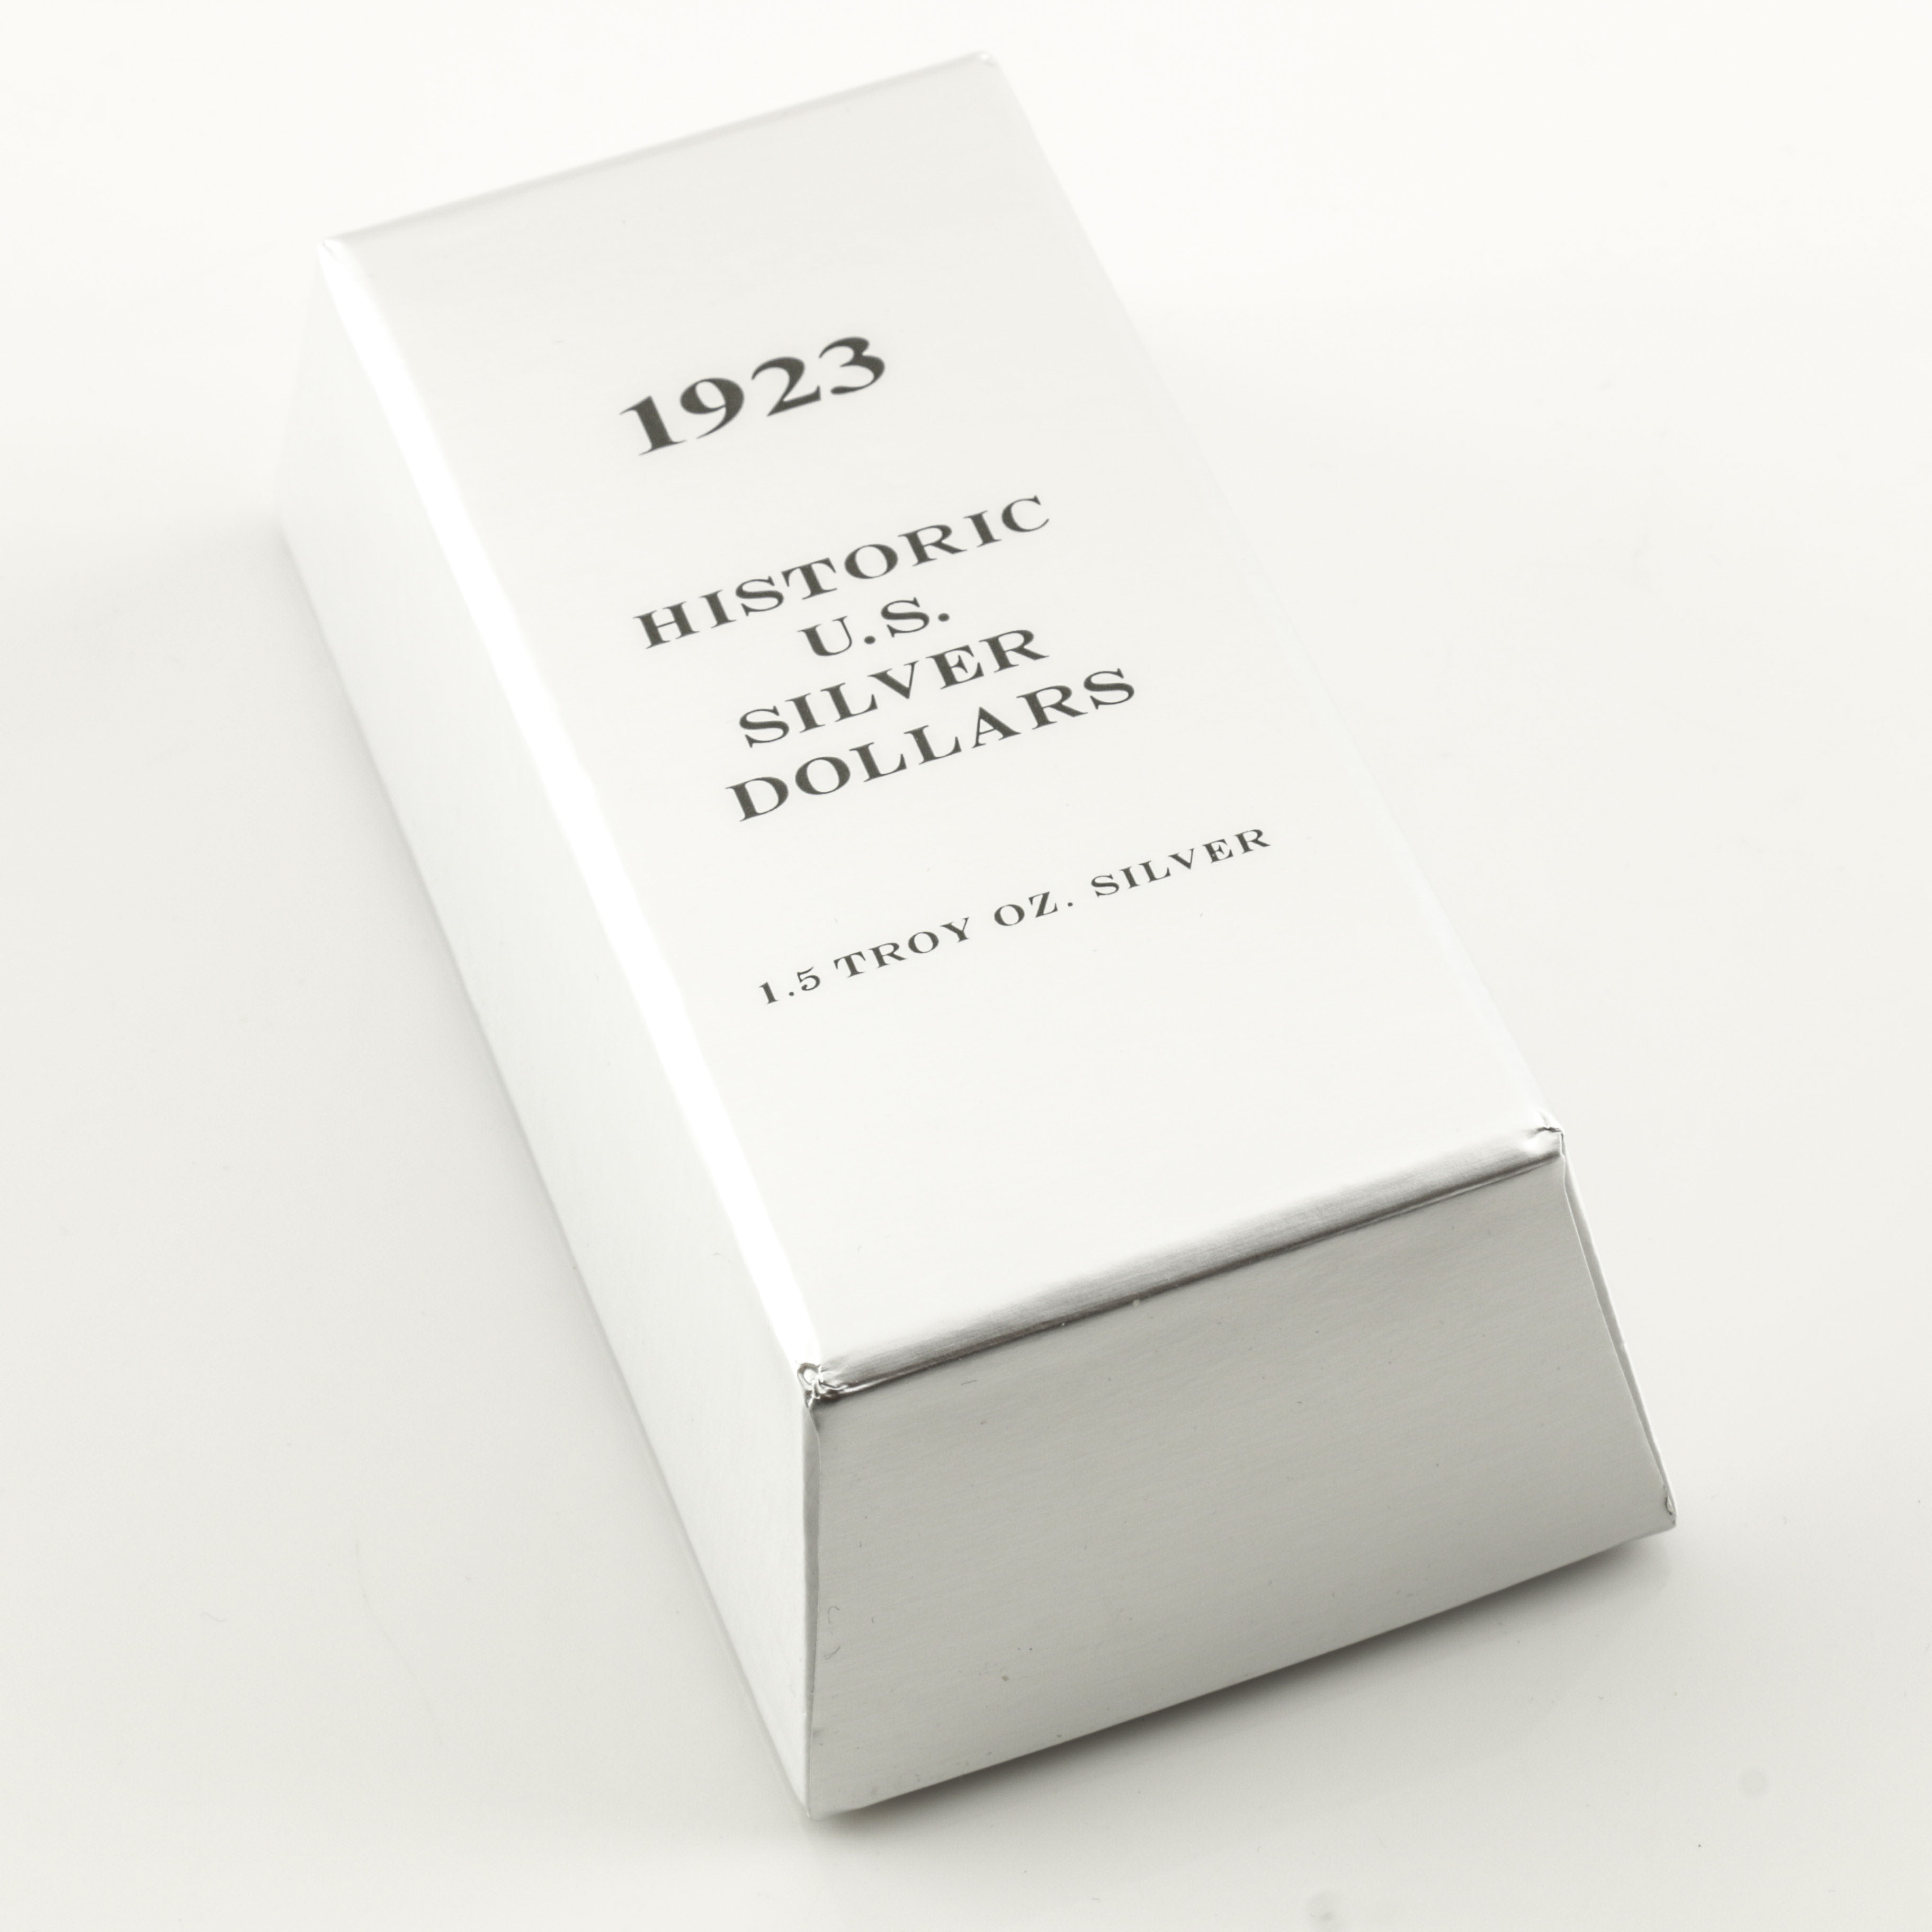 1923
HISTORIC
U.S.
SILVER
DOLLARS
1.5 TROY OZ. SILVER